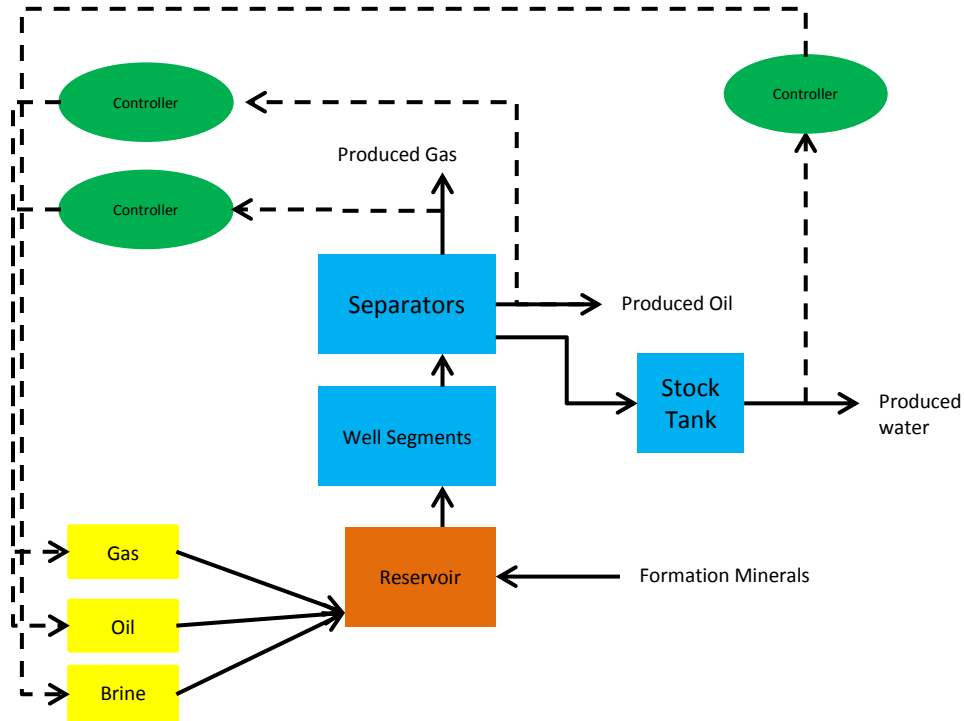 Controller
Controller
Produced Gas
Controller
Separators
Produced Oil
Stock
Tank
Produced
water
Well Segments
Gas
Reservoir
Formation Minerals
Oil
Brine